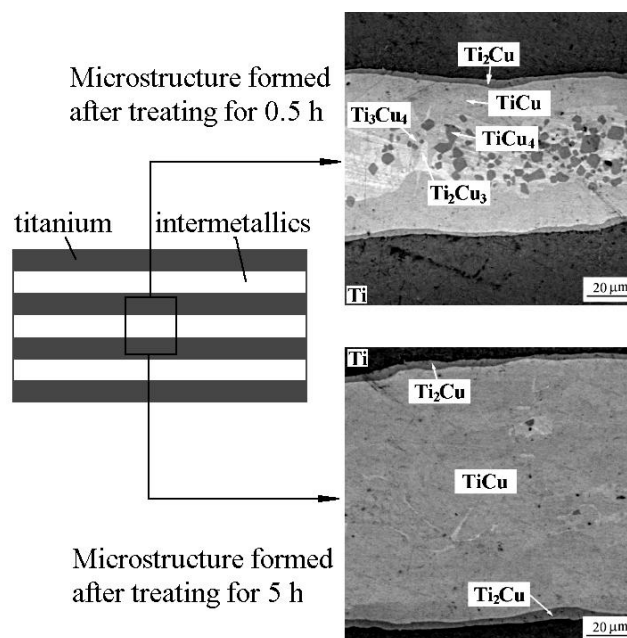 Microstructure formed
after treating for 0.5 h
titanium
intermetallics
Ti₂Cu
TiCu
Ti₃Cu₄
TiCu₄
Ti₂Cu₃
Ti
20 µm
Ti
Ti₂Cu
TiCu
Ti₂Cu
20 µm
Microstructure formed
after treating for 5 h